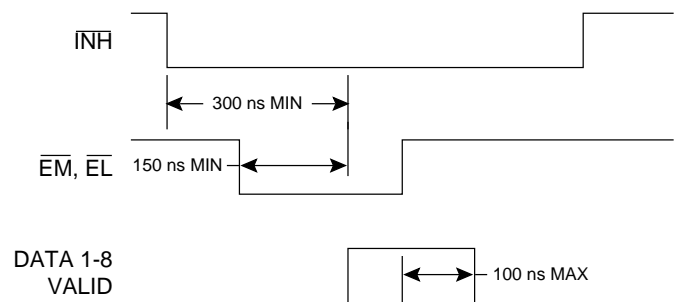 INH
300 ns MIN
EM, EL
150 ns MIN
DATA 1-8
VALID
100 ns MAX